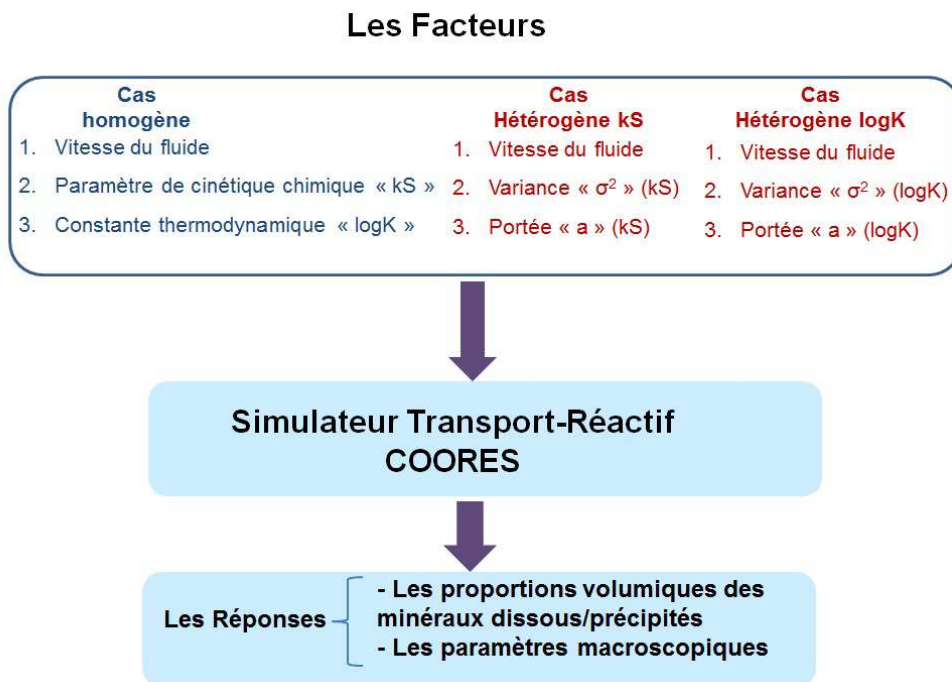 Les Facteurs
Cas
homogène
1. Vitesse du fluide
2. Paramètre de cinétique chimique « kS »
3. Constante thermodynamique « logK »
Cas
Hétérogène kS
1. Vitesse du fluide
2. Variance « σ² » (kS)
3. Portée « a » (kS)
Cas
Hétérogène logK
1. Vitesse du fluide
2. Variance « σ² » (logK)
3. Portée « a » (logK)
Simulateur Transport-Réactif
COORES
Les Réponses
- Les proportions volumiques des
minéraux dissous/précipités
- Les paramètres macroscopiques